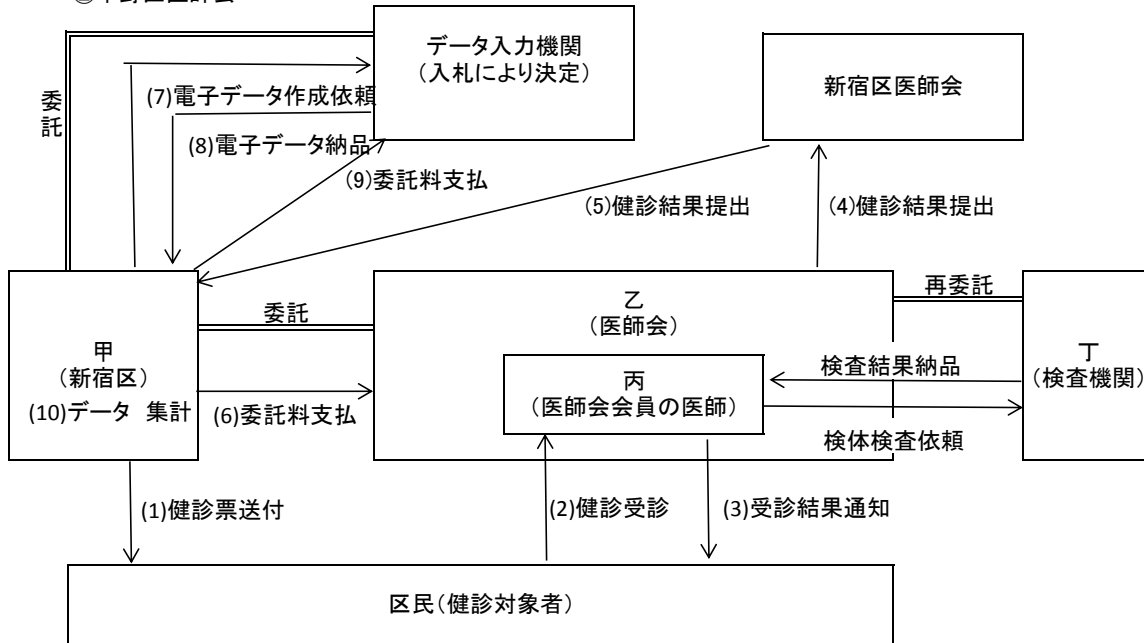 データ入力機関
（入札により決定）
新宿区医師会
委託
(7)電子データ作成依頼
(8)電子データ納品
(9)委託料支払
(5)健診結果提出
(4)健診結果提出
甲
（新宿区）
(10)データ　集計
委託
(6)委託料支払
乙
（医師会）
丙
（医師会会員の医師）
再委託
検査結果納品
検体検査依頼
丁
（検査機関）
(1)健診票送付
(2)健診受診
(3)受診結果通知
区民（健診対象者）